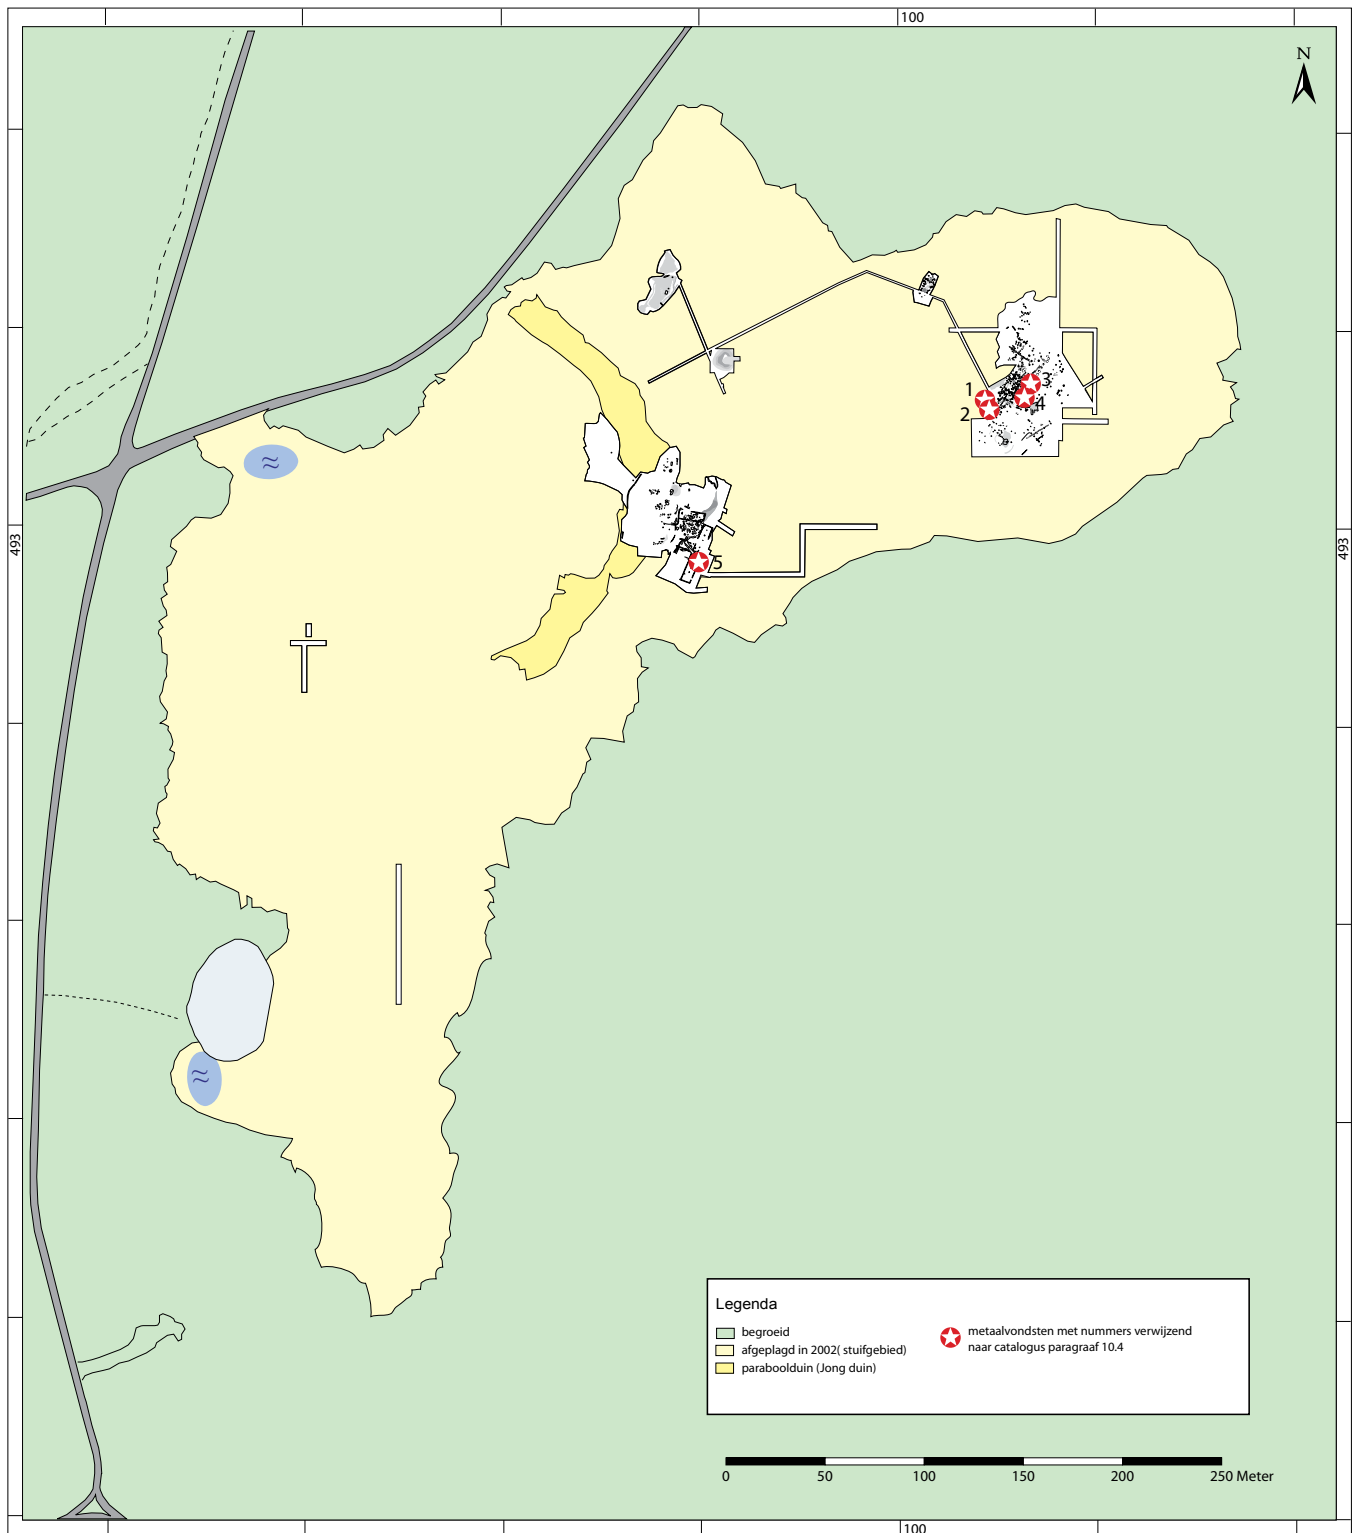 100
N
493
493
1
2
3
4
5
Legenda
begroeid
afgeplagd in 2002( stuifgebied)
paraboolduin (Jong duin)
metaalvondsten met nummers verwijzend
naar catalogus paragraaf 10.4
0 50 100 150 200 250 Meter
100